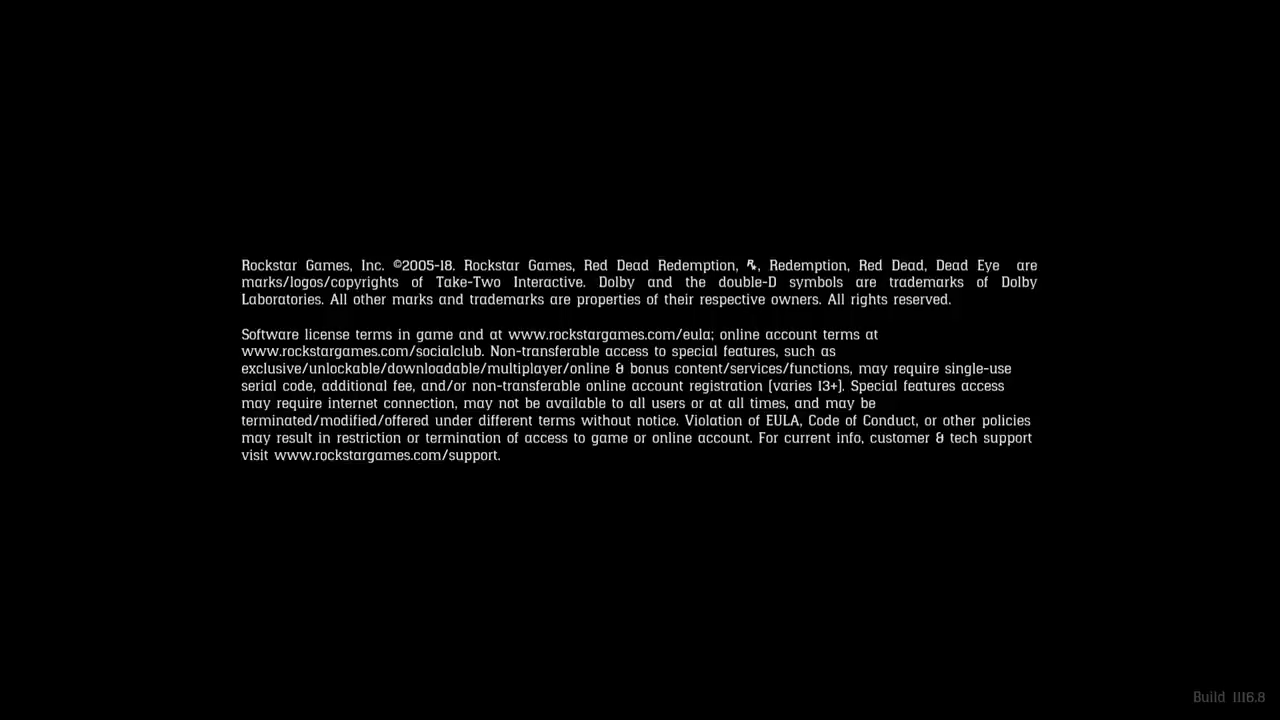 Rockstar Games, Inc. ©2005-18. Rockstar Games, Red Dead Redemption, R*, Redemption, Red Dead, Dead Eye are
marks/logos/copyrights of Take-Two Interactive. Dolby and the double-D symbols are trademarks of Dolby
Laboratories. All other marks and trademarks are properties of their respective owners. All rights reserved.
Software license terms in game and at www.rockstargames.com/eula; online account terms at
www.rockstargames.com/socialclub. Non-transferable access to special features, such as
exclusive/unlockable/downloadable/multiplayer/online & bonus content/services/functions, may require single-use
serial code, additional fee, and/or non-transferable online account registration (varies 13+). Special features access
may require internet connection, may not be available to all users or at all times, and may be
terminated/modified/offered under different terms without notice. Violation of EULA, Code of Conduct, or other policies
may result in restriction or termination of access to game or online account. For current info, customer & tech support
visit www.rockstargames.com/support.
Build 1116.8